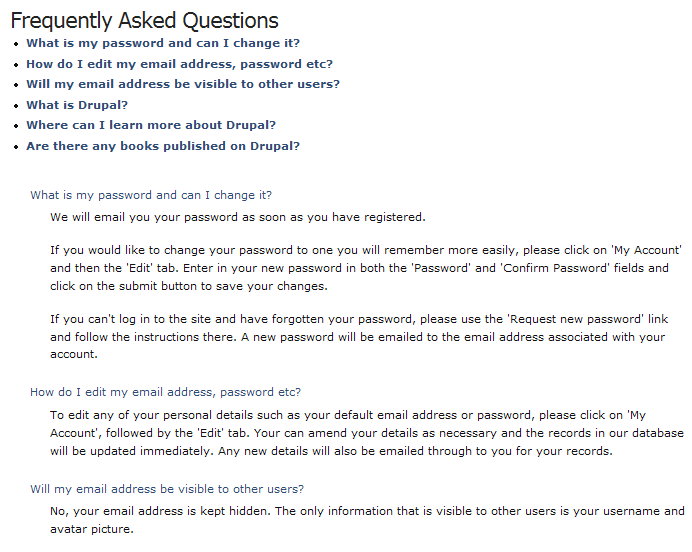 Frequently Asked Questions
What is my password and can I change it?
How do I edit my email address, password etc?
Will my email address be visible to other users?
What is Drupal?
Where can I learn more about Drupal?
Are there any books published on Drupal?
What is my password and can I change it?
We will email you your password as soon as you have registered.
If you would like to change your password to one you will remember more easily, please click on 'My Account'
and then the 'Edit' tab. Enter in your new password in both the 'Password' and 'Confirm Password' fields and
click on the submit button to save your changes.
If you can't log in to the site and have forgotten your password, please use the 'Request new password' link
and follow the instructions there. A new password will be emailed to the email address associated with your
account.
How do I edit my email address, password etc?
To edit any of your personal details such as your default email address or password, please click on 'My
Account', followed by the 'Edit' tab. Your can amend your details as necessary and the records in our database
will be updated immediately. Any new details will also be emailed through to you for your records.
Will my email address be visible to other users?
No, your email address is kept hidden. The only information that is visible to other users is your username and
avatar picture.